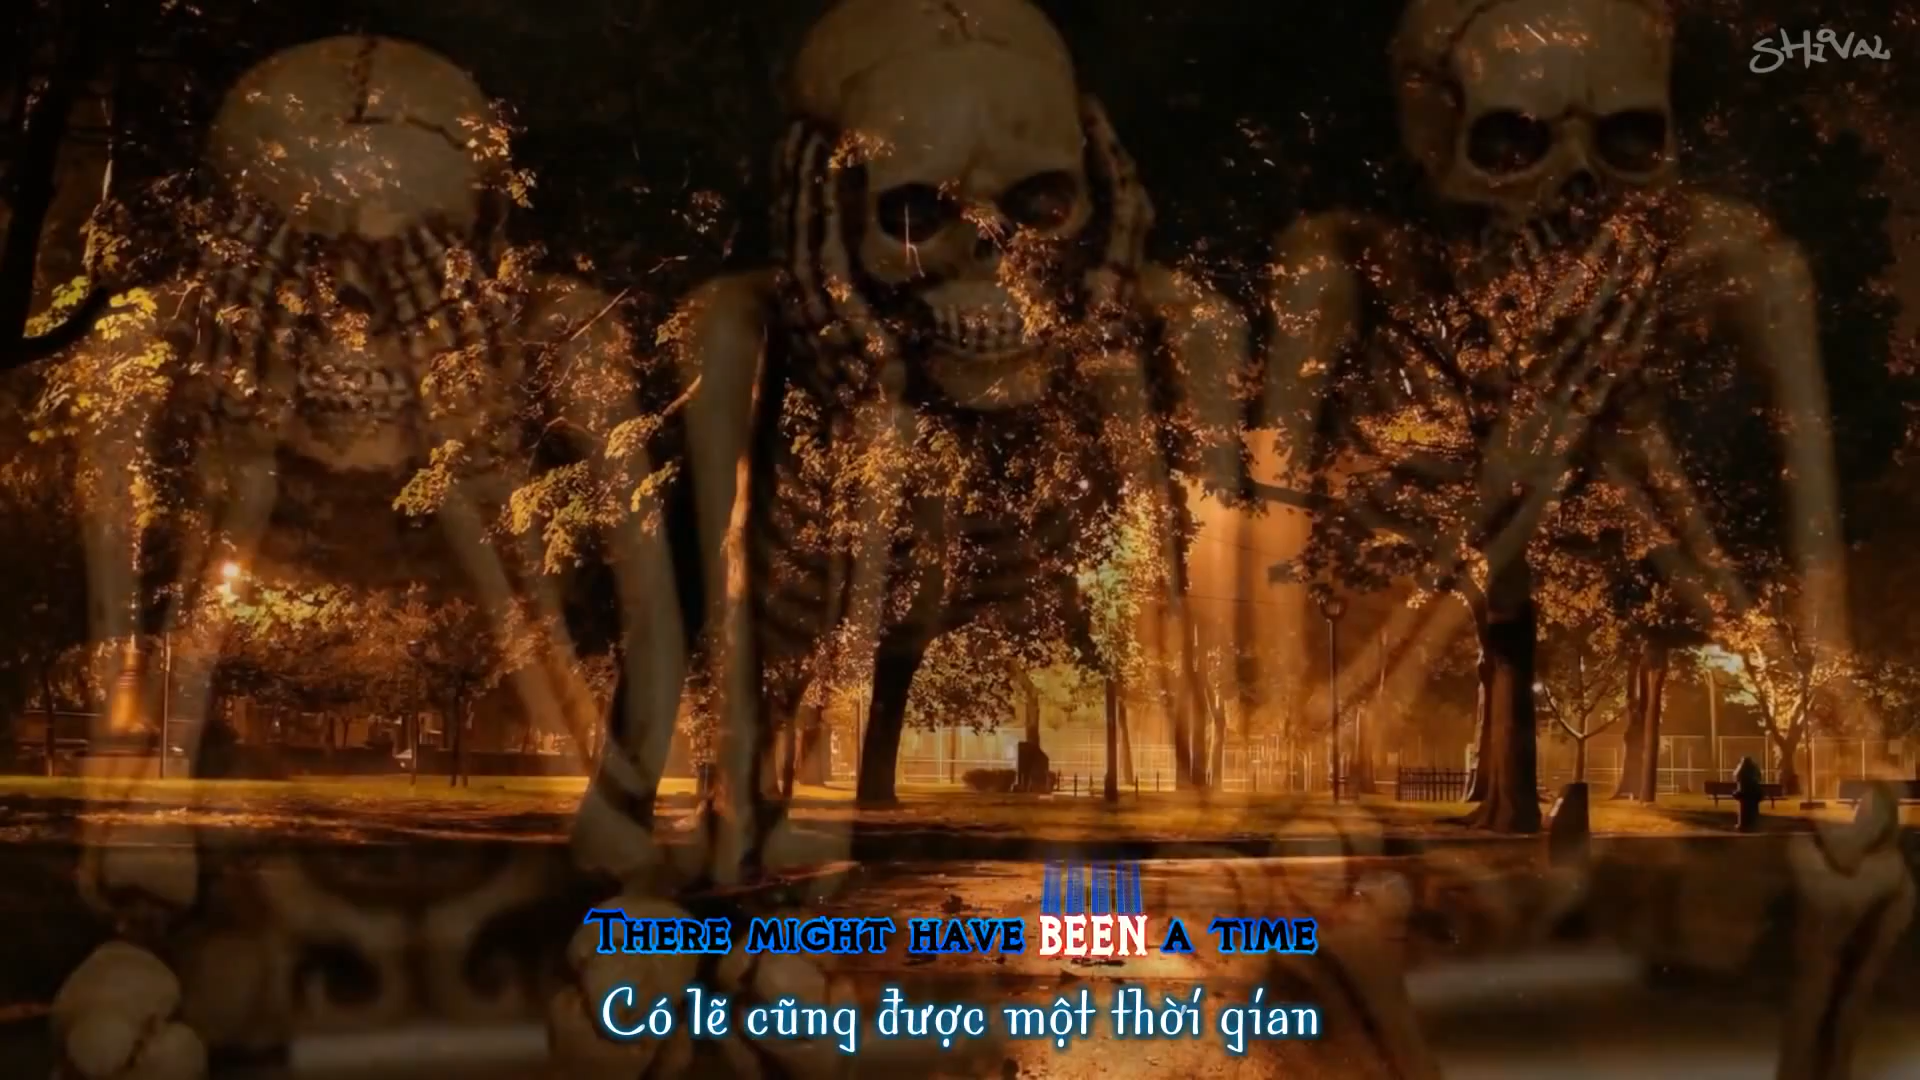 SHIVAL
There might have been a time
Có lẽ cũng được một thời gian